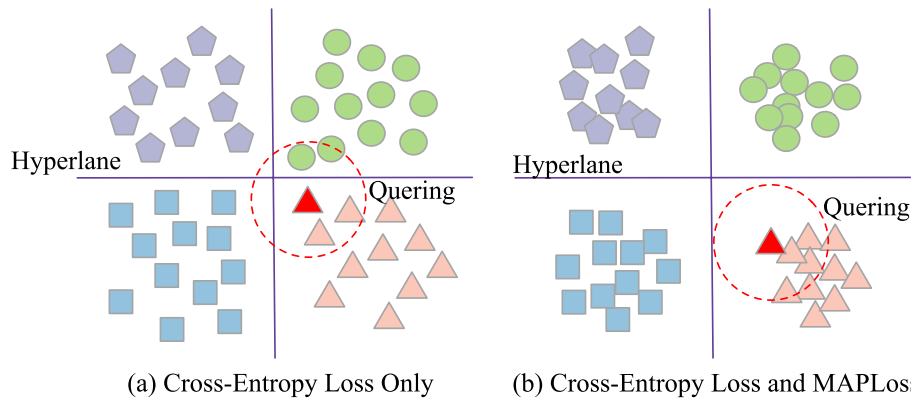 Hyperlane
Quering
Hyperlane
Quering
(a) Cross-Entropy Loss Only
(b) Cross-Entropy Loss and MAPLoss